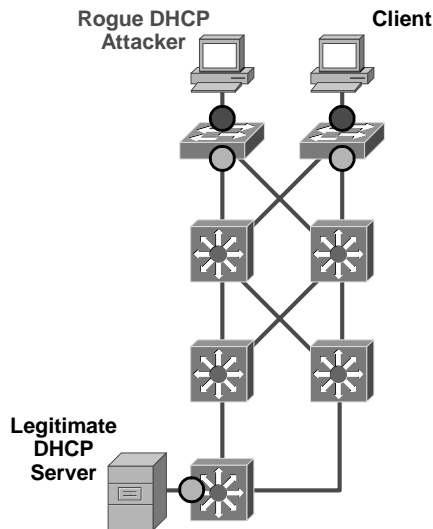 Rogue DHCP
Attacker
Client
Legitimate
DHCP
Server